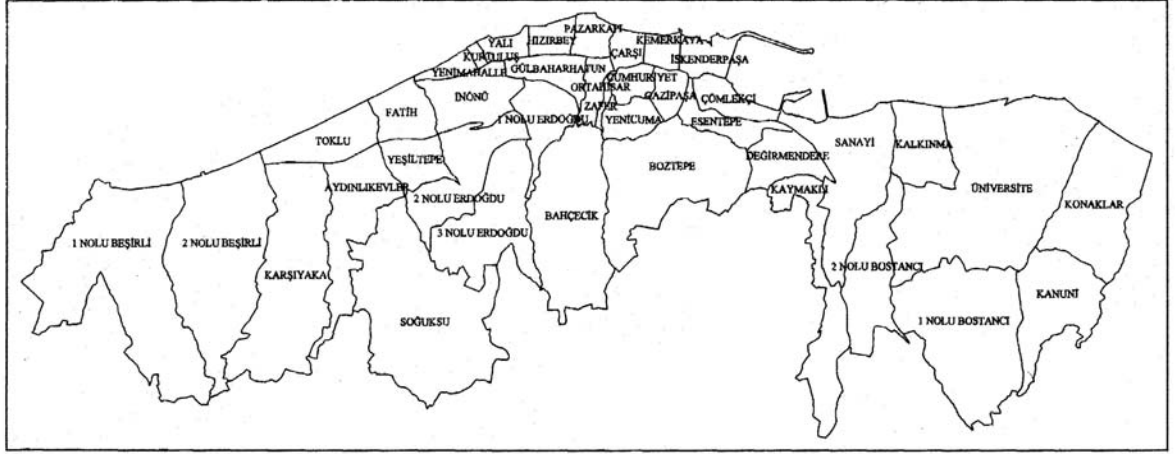 PAZARKAPI
YALI
HIZIRBEY
KEMERKAYA
KURTULUŞ
ÇARŞI
İSKENDERPAŞA
YENİMAHALLE
GÜLBAHARHATUN
CUMHURİYET
ORTAHİSAR
GAZİPAŞA
ÇÖMLEKÇİ
İNÖNÜ
FATİH
ZAFER
1 NOLU ERDOĞDU
YENİCUMA
ESENTEPE
TOKLU
SANAYİ
KALKINMA
YEŞİLTEPE
DEĞİRMENDERE
BOZTEPE
AYDINLIKEVLER
KAYMAKLI
ÜNİVERSİTE
2 NOLU ERDOĞDU
KONAKLAR
BAHÇECİK
3 NOLU ERDOĞDU
1 NOLU BEŞİRLİ
2 NOLU BEŞİRLİ
2 NOLU BOSTANCI
KARŞIYAKA
KANUNİ
SOĞUKSU
1 NOLU BOSTANCI